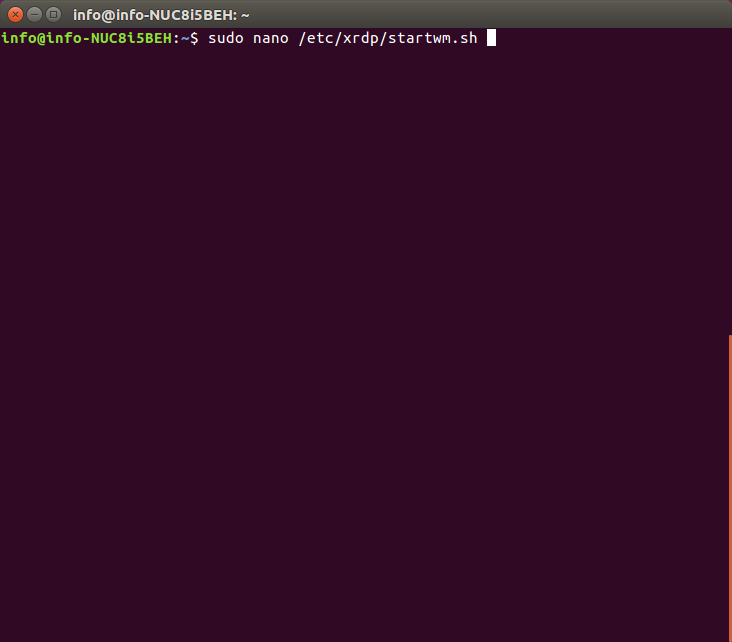 info@info-NUC8i5BEH: ~
info@info-NUC8i5BEH:~$ sudo nano /etc/xrdp/startwm.sh